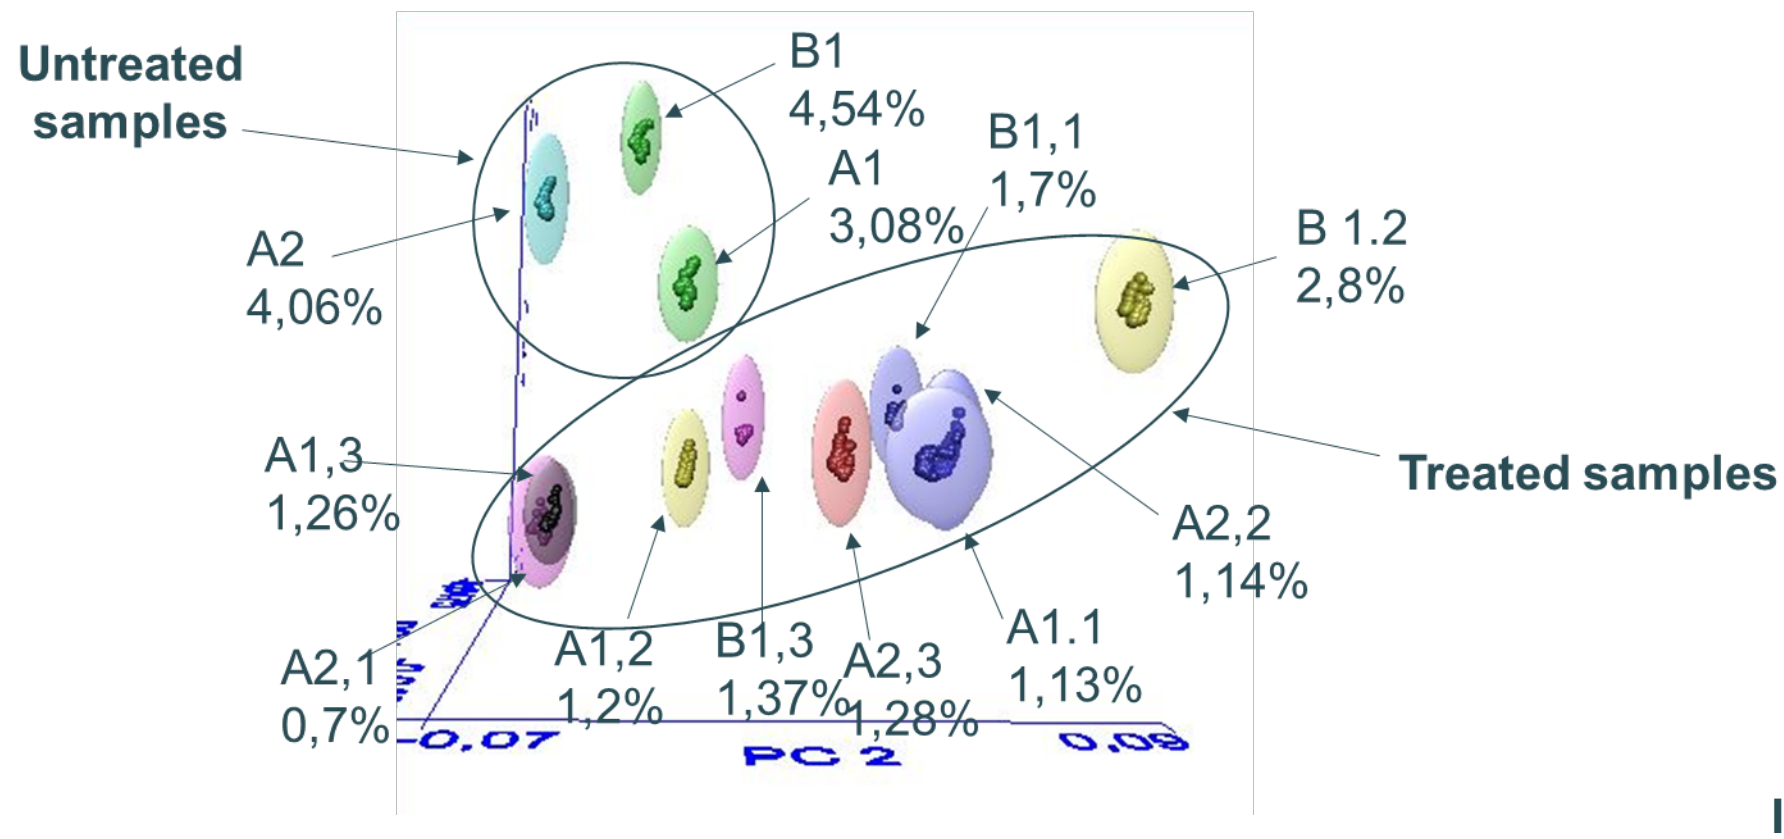 Untreated
samples
B1
4,54%
A1
3,08%
B1,1
1,7%
B 1.2
2,8%
A2
4,06%
A1,3
1,26%
Treated samples
A2,2
1,14%
A2,1
0,7%
A1,2
1,2%
B1,3
1,37%
A2,3
1,28%
A1.1
1,13%
-0,07
PC 2
0,09